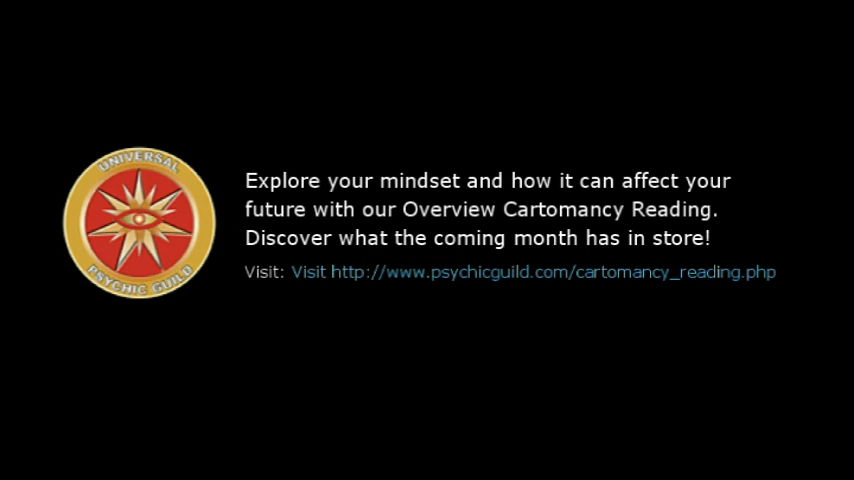 UNIVERSAL
PSYCHIC GUILD
Explore your mindset and how it can affect your
future with our Overview Cartomancy Reading.
Discover what the coming month has in store!
Visit: Visit http://www.psychicguild.com/cartomancy_reading.php